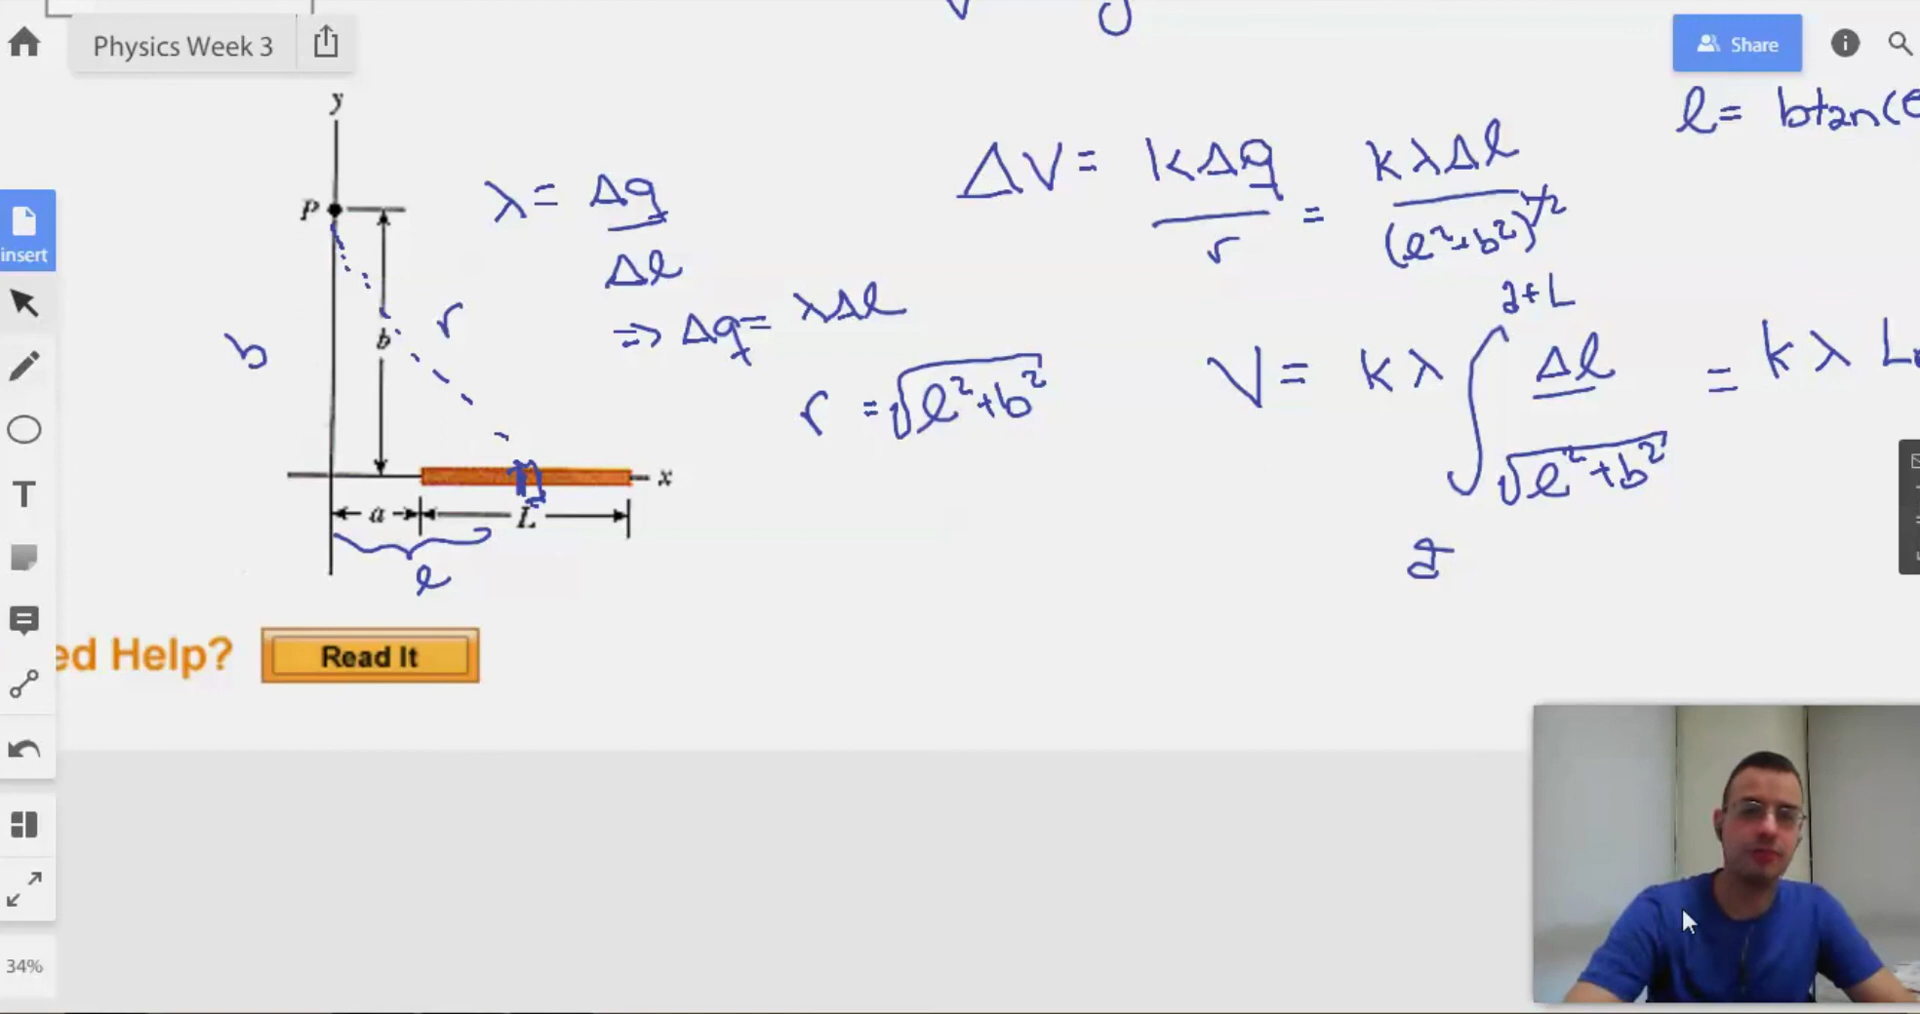 Physics Week 3
Share
insert
34%
y
P
b
b
r
x
a
L
l
λ = Δq / Δl
⇒ Δq = λΔl
r = √(l²+b²)
ΔV = kΔq / r = kλΔl / (l²+b²)^½
l = btan(
V = kλ ∫ Δl / √(l²+b²) = kλ L
a+L
a
ed Help?
Read It
T